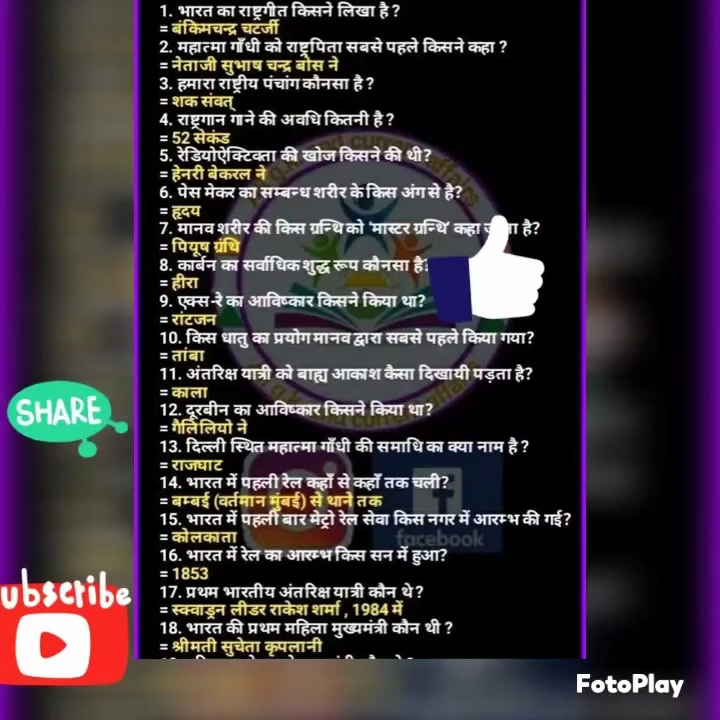 1. भारत का राष्ट्रगीत किसने लिखा है ?
= बंकिमचन्द्र चटर्जी
2. महात्मा गाँधी को राष्ट्रपिता सबसे पहले किसने कहा ?
= नेताजी सुभाष चन्द्र बोस ने
3. हमारा राष्ट्रीय पंचांग कौनसा है ?
= शक संवत्
4. राष्ट्रगान गाने की अवधि कितनी है ?
= 52 सेकंड
5. रेडियोऐक्टिवता की खोज किसने की थी?
= हेनरी बेकरल ने
6. पेस मेकर का सम्बन्ध शरीर के किस अंग से है?
= हृदय
7. मानव शरीर की किस ग्रन्थि को 'मास्टर ग्रन्थि' कहा है?
= पियूष ग्रंथि
8. कार्बन का सर्वाधिक शुद्ध रूप कौनसा है?
= हीरा
9. एक्स-रे का आविष्कार किसने किया था?
= रांटजन
10. किस धातु का प्रयोग मानव द्वारा सबसे पहले किया गया?
= तांबा
11. अंतरिक्ष यात्री को बाह्य आकाश कैसा दिखायी पड़ता है?
= काला
12. दूरबीन का आविष्कार किसने किया था?
= गैलिलियो ने
13. दिल्ली स्थित महात्मा गाँधी की समाधि का क्या नाम है ?
= राजघाट
14. भारत में पहली रेल कहाँ से कहाँ तक चली?
= बम्बई (वर्तमान मुंबई) से थाने तक
15. भारत में पहली बार मेट्रो रेल सेवा किस नगर में आरम्भ की गई?
= कोलकाता
16. भारत में रेल का आरम्भ किस सन में हुआ?
= 1853
17. प्रथम भारतीय अंतरिक्ष यात्री कौन थे ?
= स्क्वाड्रन लीडर राकेश शर्मा , 1984 में
18. भारत की प्रथम महिला मुख्यमंत्री कौन थी ?
= श्रीमती सुचेता कृपलानी
SHARE
facebook
ubscribe
FotoPlay